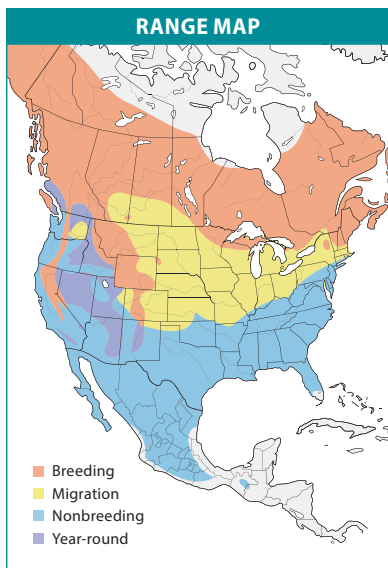 RANGE MAP
Breeding
Migration
Nonbreeding
Year-round